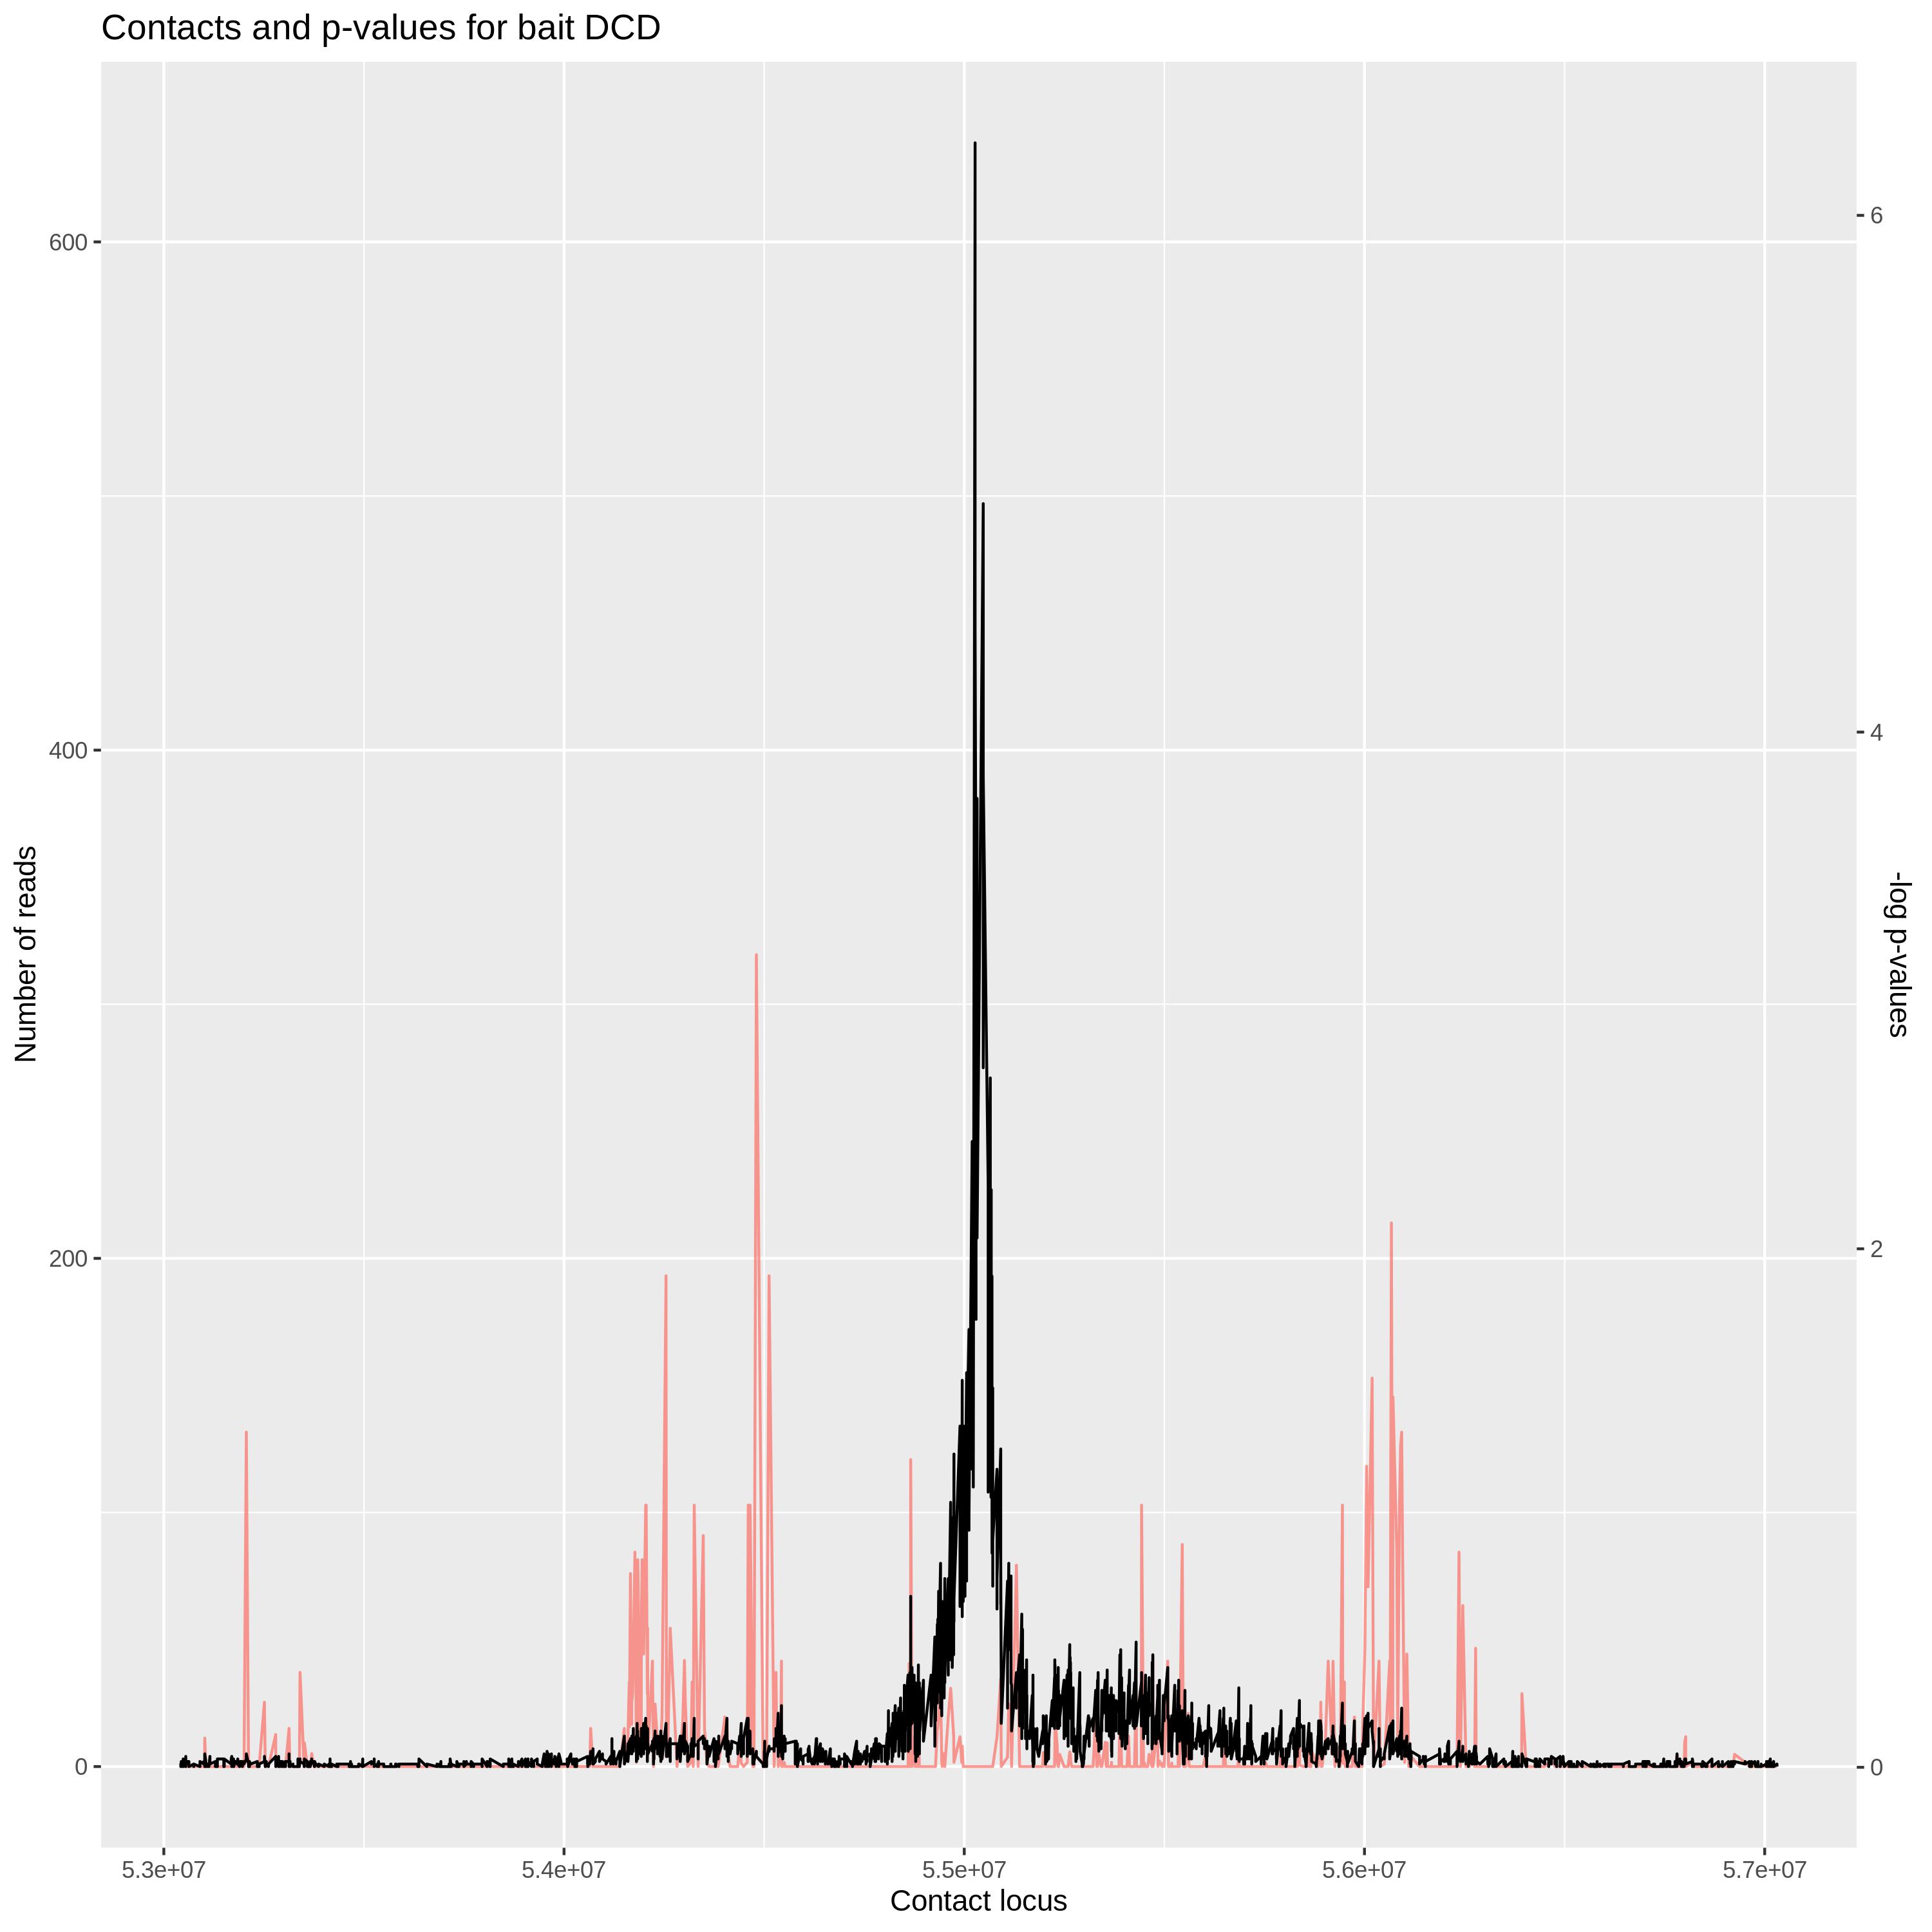 Contacts and p-values for bait DCD
600
400
200
0
Number of reads
6
4
2
0
-log p-values
5.3e+07
5.4e+07
5.5e+07
5.6e+07
5.7e+07
Contact locus